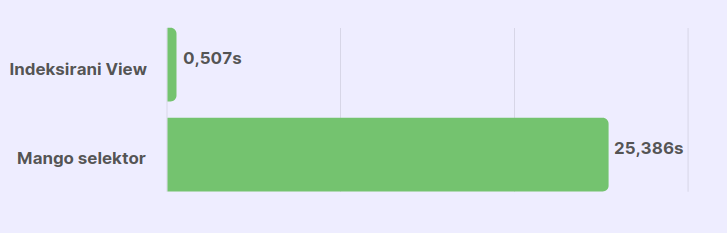 Indeksirani View
0,507s
Mango selektor
25,386s